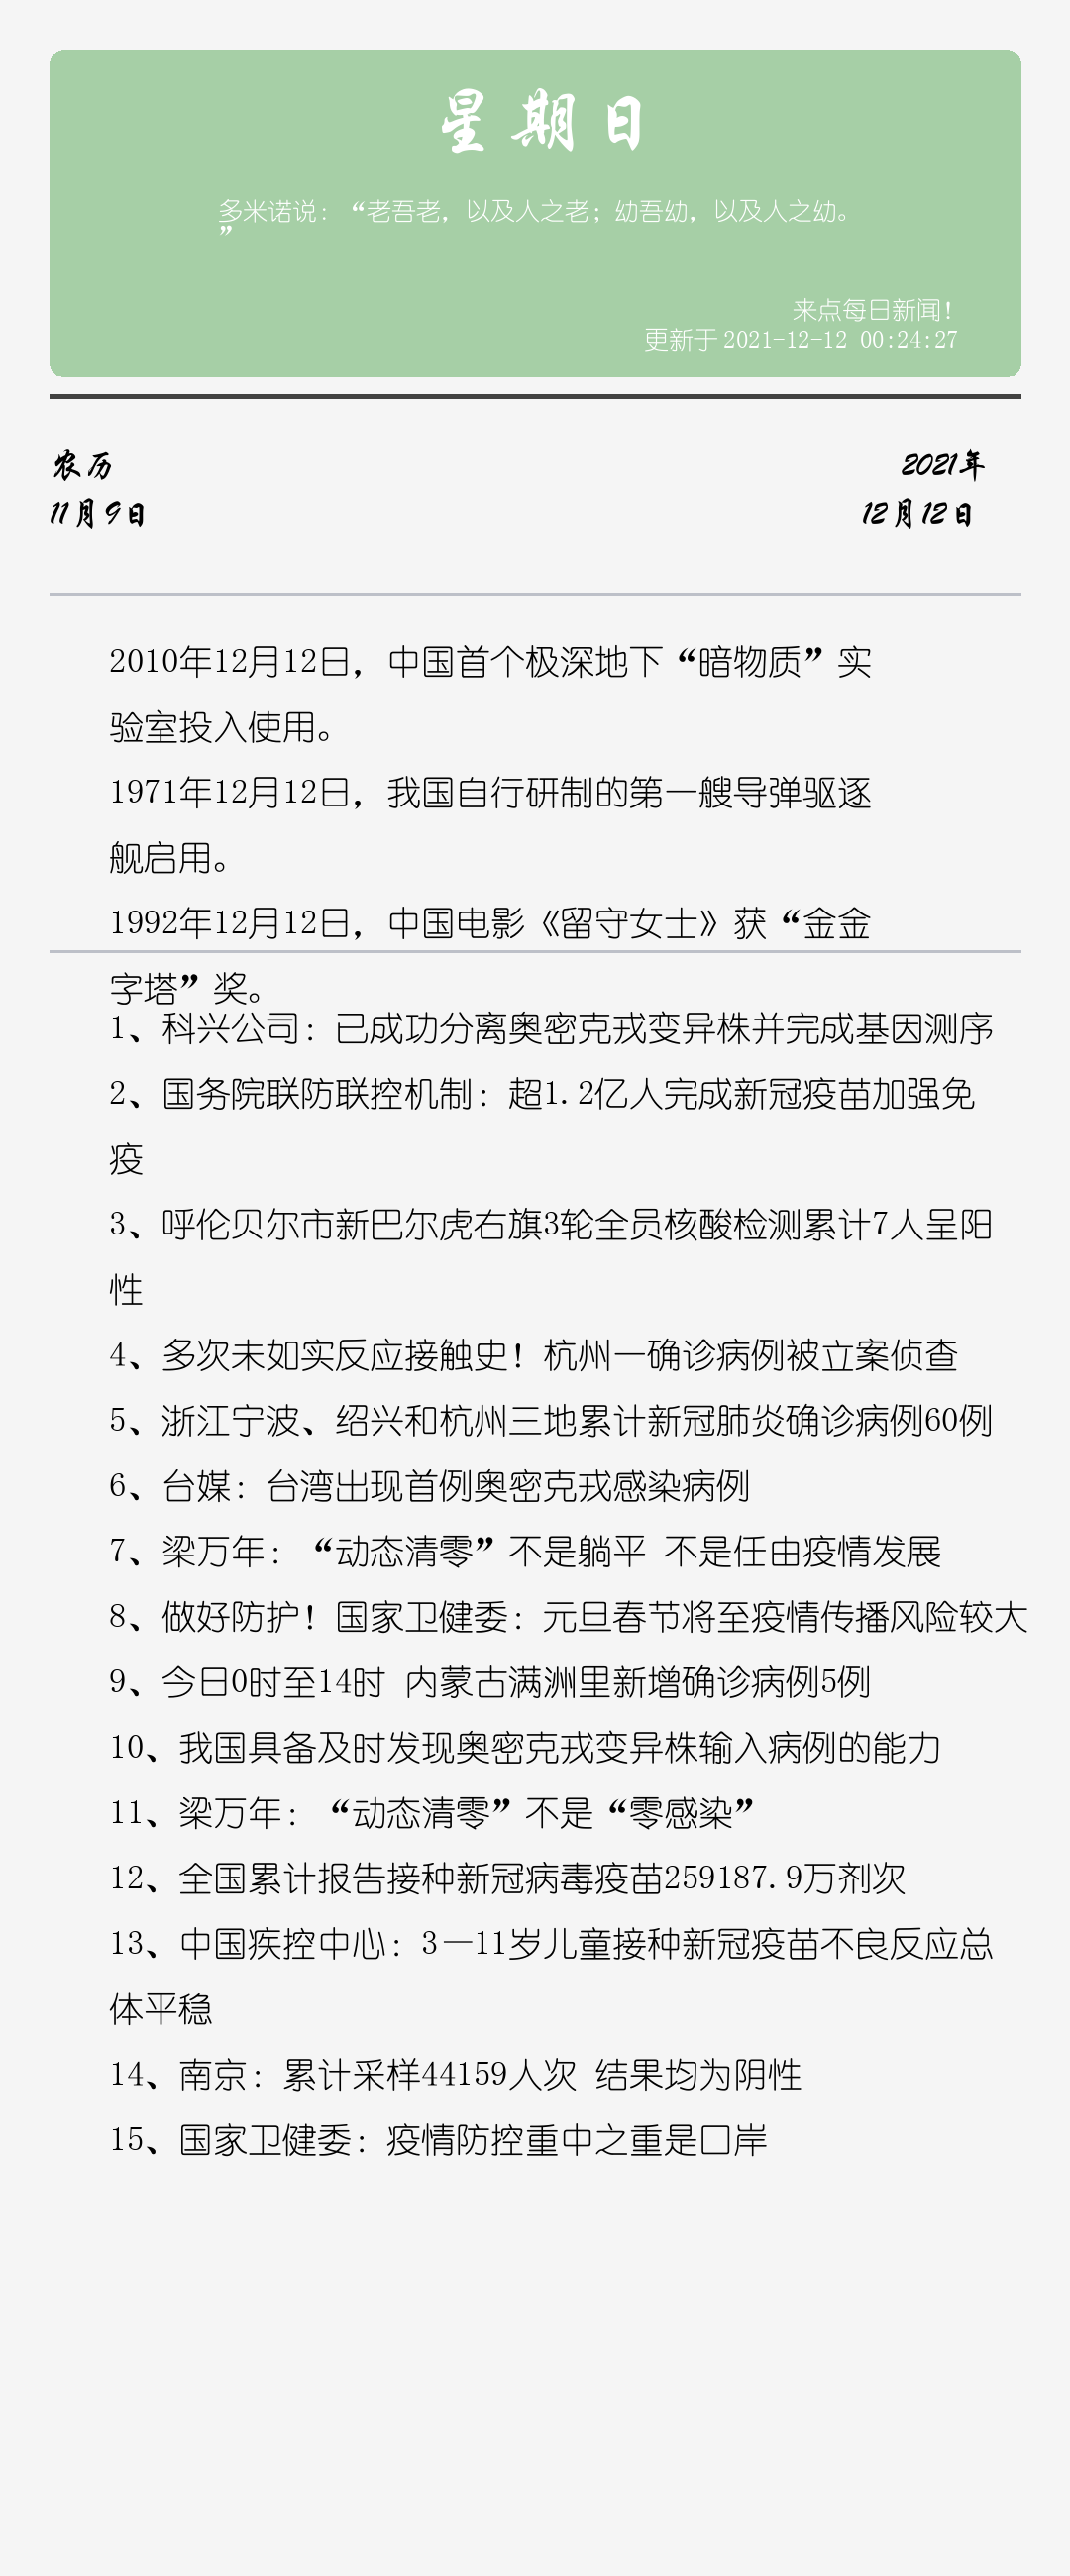 星期日
多米诺说：“老吾老，以及人之老；幼吾幼，以及人之幼。
”
来点每日新闻！
更新于 2021-12-12 00:24:27
农历
2021年
11月9日
12月12日
2010年12月12日，中国首个极深地下“暗物质”实
验室投入使用。
1971年12月12日，我国自行研制的第一艘导弹驱逐
舰启用。
1992年12月12日，中国电影《留守女士》获“金金
字塔”奖。
1、科兴公司：已成功分离奥密克戎变异株并完成基因测序
2、国务院联防联控机制：超1.2亿人完成新冠疫苗加强免
疫
3、呼伦贝尔市新巴尔虎右旗3轮全员核酸检测累计7人呈阳
性
4、多次未如实反应接触史！杭州一确诊病例被立案侦查
5、浙江宁波、绍兴和杭州三地累计新冠肺炎确诊病例60例
6、台媒：台湾出现首例奥密克戎感染病例
7、梁万年：“动态清零”不是躺平 不是任由疫情发展
8、做好防护！国家卫健委：元旦春节将至疫情传播风险较大
9、今日0时至14时 内蒙古满洲里新增确诊病例5例
10、我国具备及时发现奥密克戎变异株输入病例的能力
11、梁万年：“动态清零”不是“零感染”
12、全国累计报告接种新冠病毒疫苗259187.9万剂次
13、中国疾控中心：3—11岁儿童接种新冠疫苗不良反应总
体平稳
14、南京：累计采样44159人次 结果均为阴性
15、国家卫健委：疫情防控重中之重是口岸